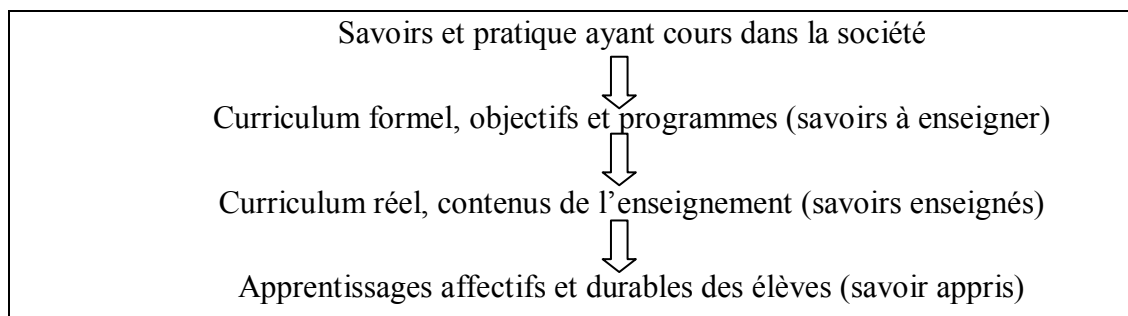 Savoirs et pratique ayant cours dans la société
Curriculum formel, objectifs et programmes (savoirs à enseigner)
Curriculum réel, contenus de l’enseignement (savoirs enseignés)
Apprentissages affectifs et durables des élèves (savoir appris)